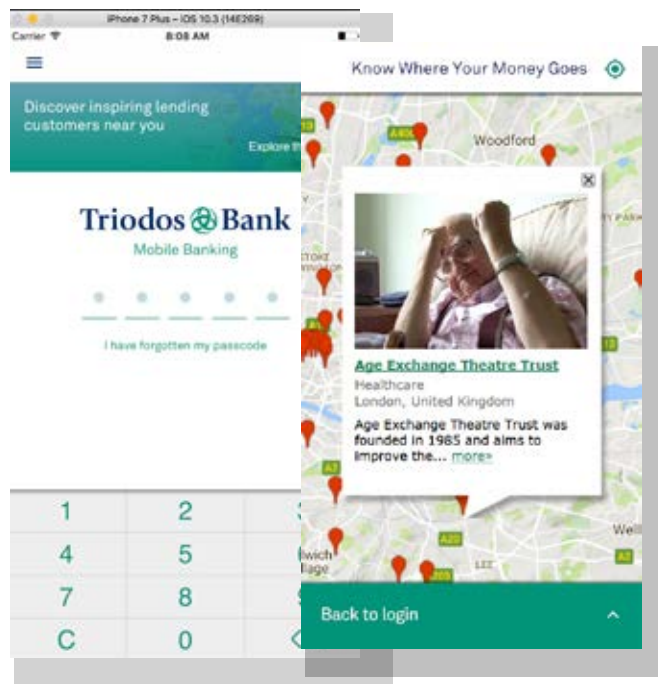 iPhone 7 Plus – iOS 10.3 (14E269)
Carrier
8:08 AM
Discover inspiring lending
customers near you
Explore
Triodos Bank
Mobile Banking
I have forgotten my passcode
1
2
4
5
7
8
C
0
Know Where Your Money Goes
Woodford
Age Exchange Theatre Trust
Healthcare
London, United Kingdom
Age Exchange Theatre Trust was
founded in 1985 and aims to
improve the... more»
A20
LEE
Back to login